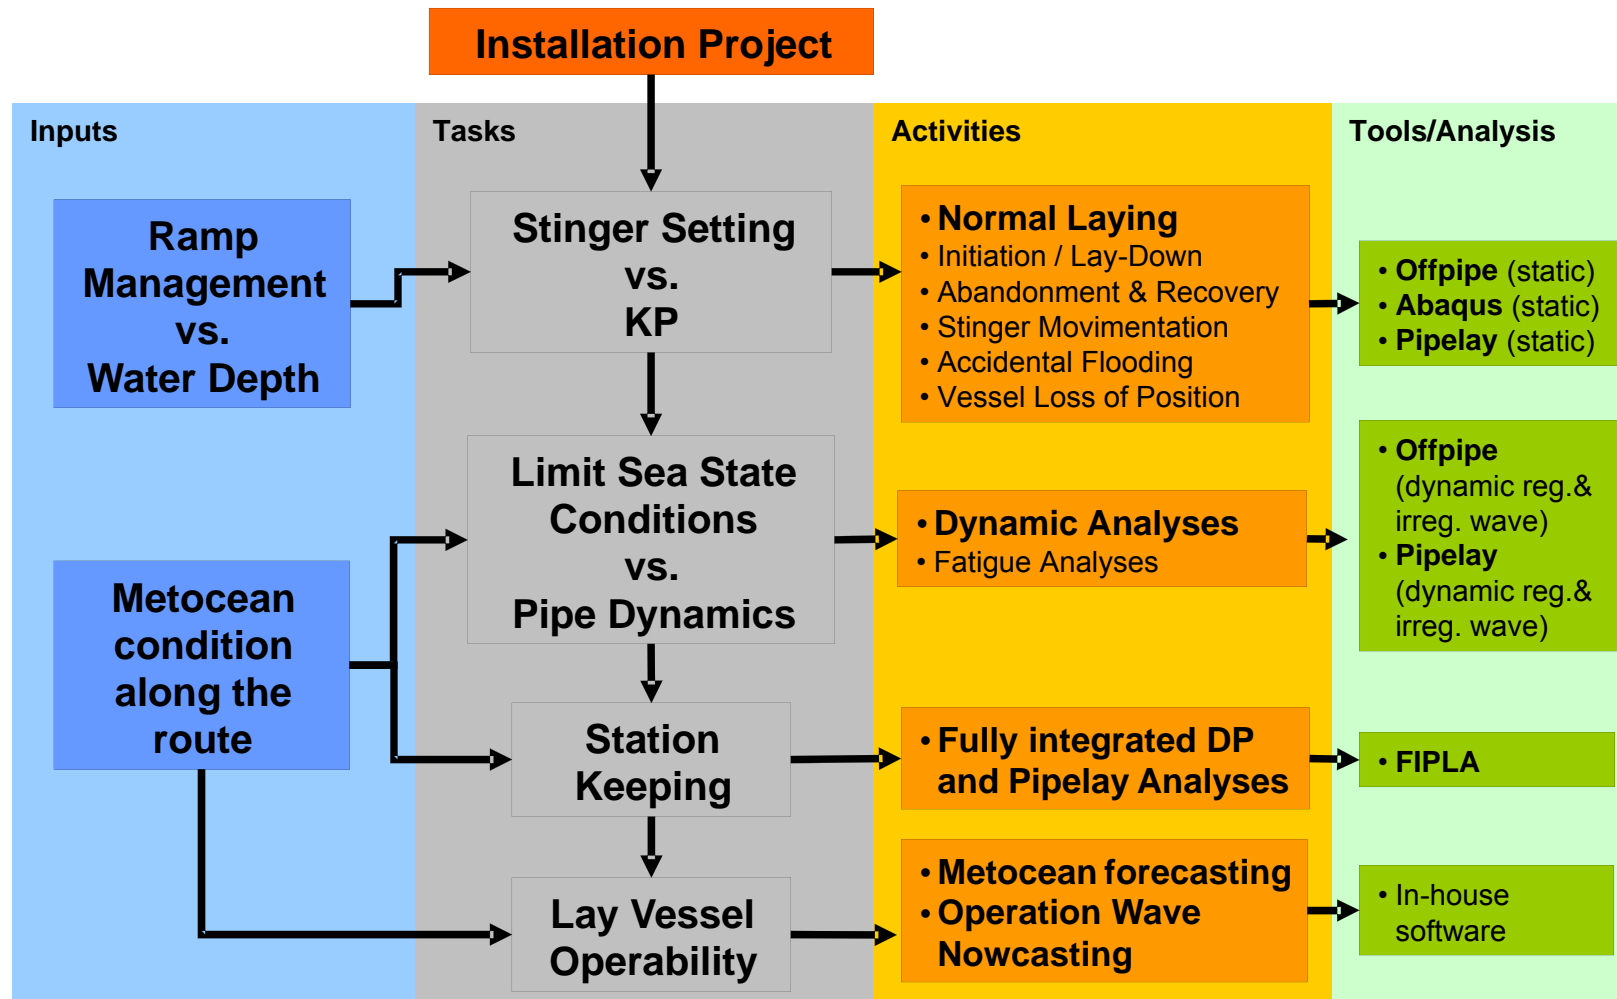 Installation Project
Inputs
Tasks
Activities
Tools/Analysis
Ramp
Management
vs.
Water Depth
Stinger Setting
vs.
KP
• Normal Laying
• Initiation / Lay-Down
• Abandonment & Recovery
• Stinger Movimentation
• Accidental Flooding
• Vessel Loss of Position
• Offpipe (static)
• Abaqus (static)
• Pipelay (static)
Metocean
condition
along the
route
Limit Sea State
Conditions
vs.
Pipe Dynamics
• Dynamic Analyses
• Fatigue Analyses
• Offpipe
(dynamic reg.&
irreg. wave)
• Pipelay
(dynamic reg.&
irreg. wave)
Station
Keeping
• Fully integrated DP
and Pipelay Analyses
• FIPLA
Lay Vessel
Operability
• Metocean forecasting
• Operation Wave
Nowcasting
• In-house
software